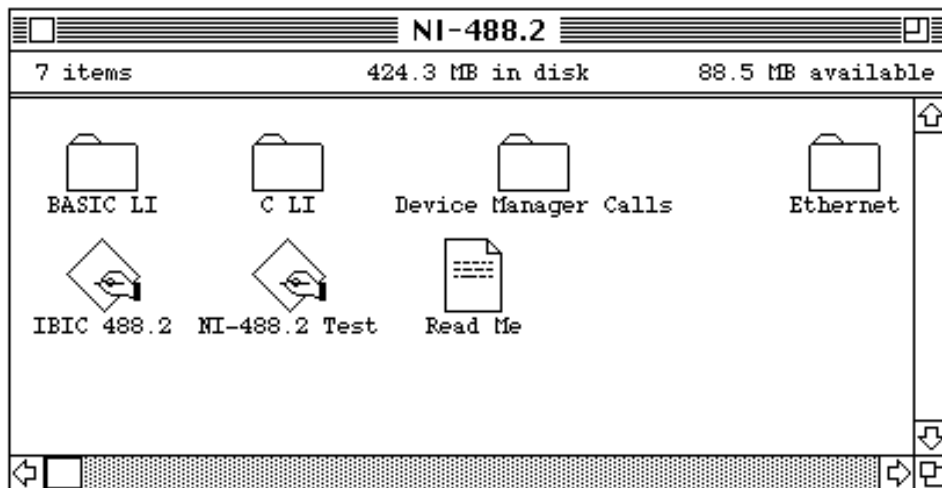 NI-488.2
7 items 424.3 MB in disk 88.5 MB available
BASIC LI C LI Device Manager Calls Ethernet
IBIC 488.2 NI-488.2 Test Read Me